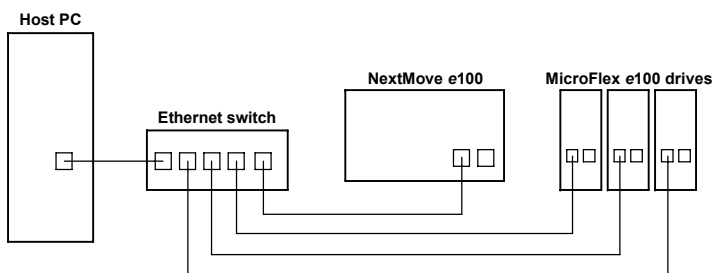 Host PC
NextMove e100
MicroFlex e100 drives
Ethernet switch